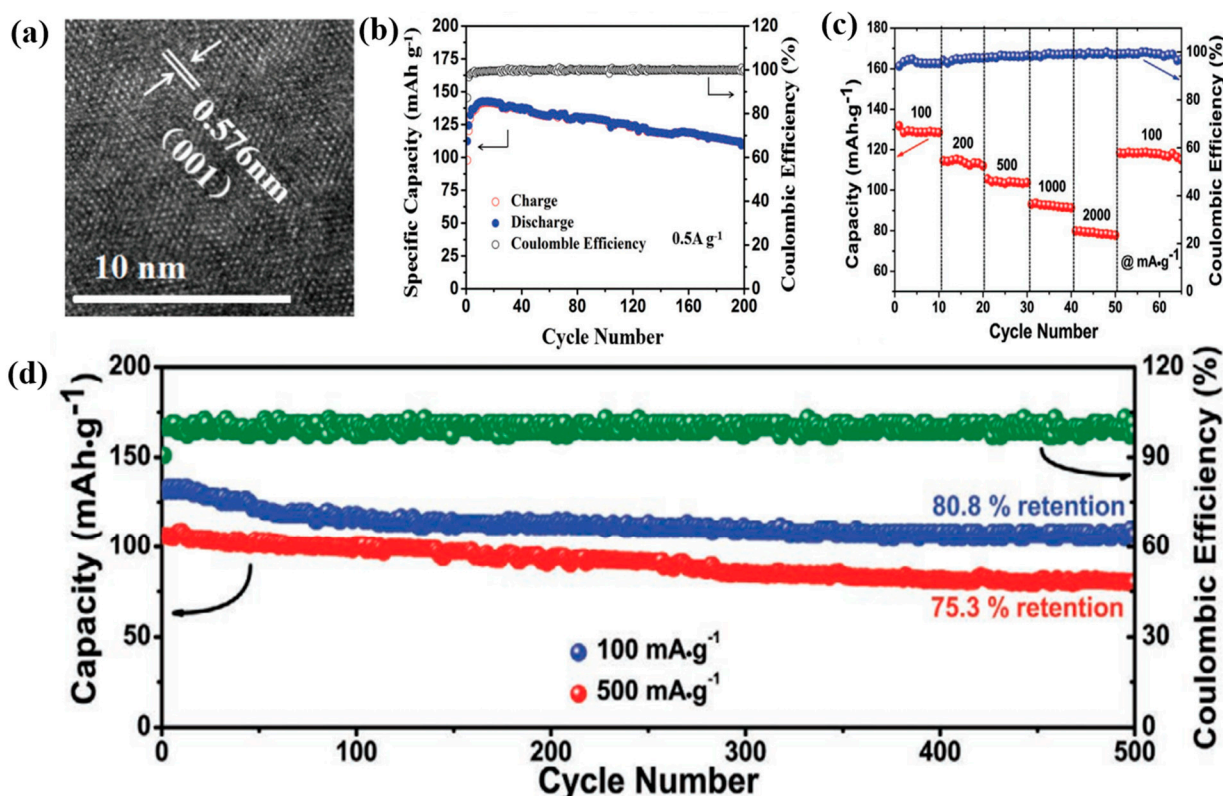 (a)
0.576nm
(001)
10 nm
(b)
Specific Capacity (mAh g-1)
200
175
150
125
100
75
50
25
0
Charge
Discharge
Coulomble Efficiency
0.5A g-1
0 40 80 120 160 200
Cycle Number
120
100
80
60
40
20
0
Coulombic Efficiency (%)
(c)
Capacity (mAh·g-1)
180
160
140
120
100
80
60
100
200
500
1000
2000
100
@ mA·g-1
0 10 20 30 40 50 60
Cycle Number
100
80
60
40
20
0
Coulombic Efficiency (%)
(d)
Capacity (mAh·g-1)
200
150
100
50
0
80.8 % retention
75.3 % retention
100 mA·g-1
500 mA·g-1
0 100 200 300 400 500
Cycle Number
120
90
60
30
0
Coulombic Efficiency (%)